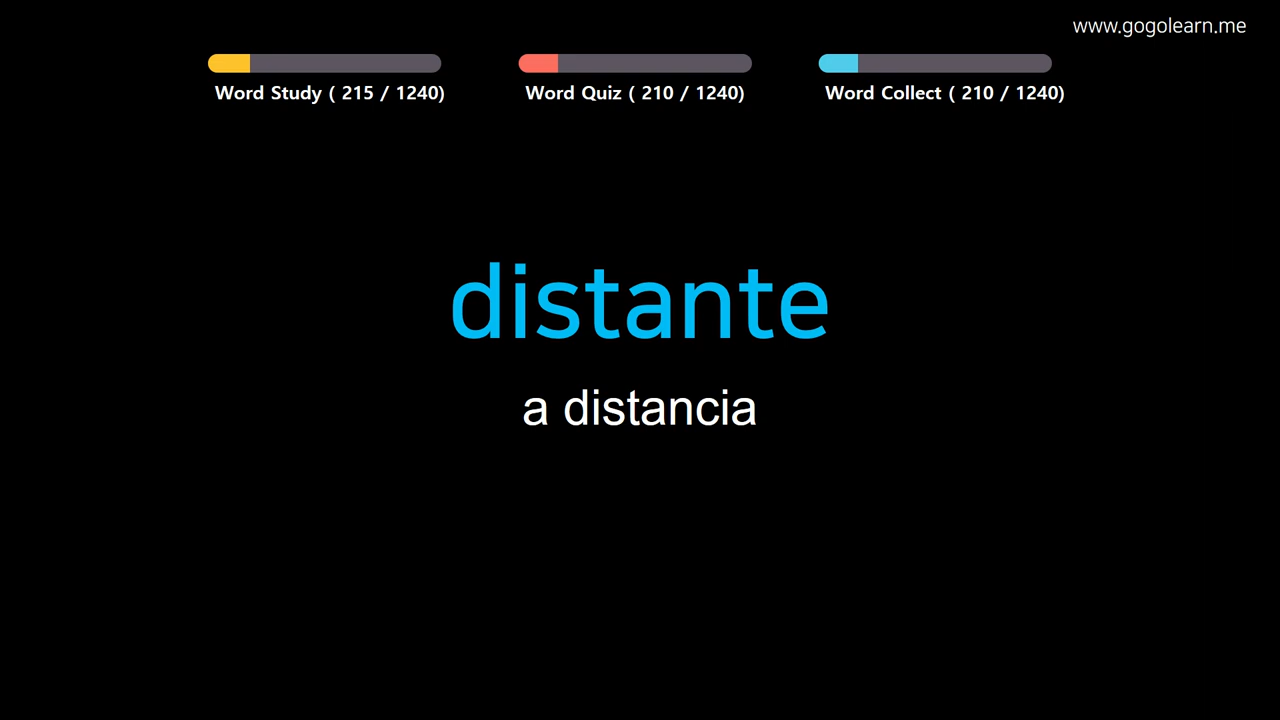 www.gogolearn.me
Word Study ( 215 / 1240)
Word Quiz ( 210 / 1240)
Word Collect ( 210 / 1240)
distante
a distancia